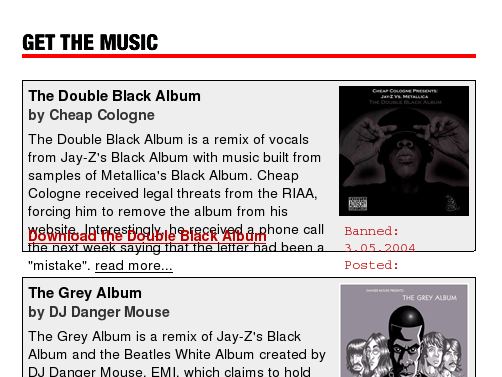 GET THE MUSIC
The Double Black Album
by Cheap Cologne
The Double Black Album is a remix of vocals
from Jay-Z's Black Album with music built from
samples of Metallica's Black Album. Cheap
Cologne received legal threats from the RIAA,
forcing him to remove the album from his
website. Interestingly, he received a phone call
the next week saying that the letter had been a
"mistake". read more...
Download the Double Black Album
CHEAP COLOGNE PRESENTS:
JAY-Z VS. METALLICA
THE DOUBLE BLACK ALBUM
Banned:
3.05.2004
Posted:
The Grey Album
by DJ Danger Mouse
The Grey Album is a remix of Jay-Z's Black
Album and the Beatles White Album created by
DJ Danger Mouse. EMI, which claims to hold
DANGER MOUSE PRESENTS...
THE GREY ALBUM